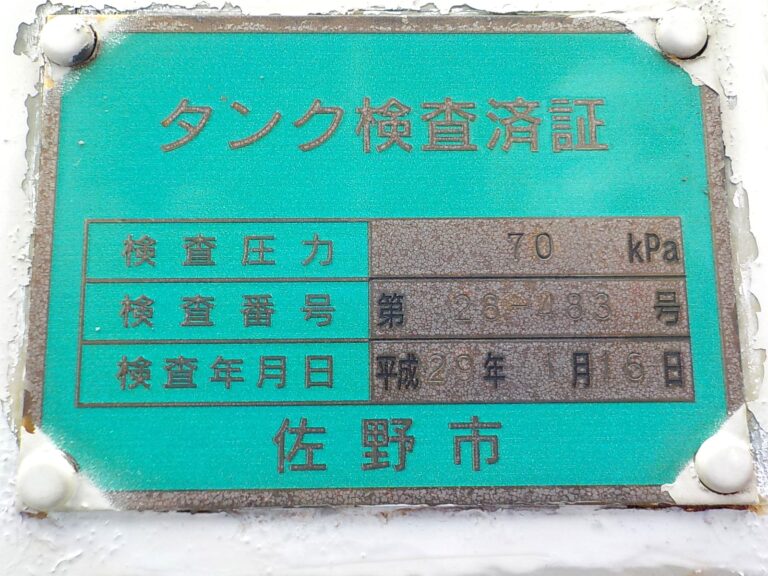 タンク検査済証
検査圧力 70 kPa
検査番号 第 28-433 号
検査年月日 平成29年 1月16日
佐野市